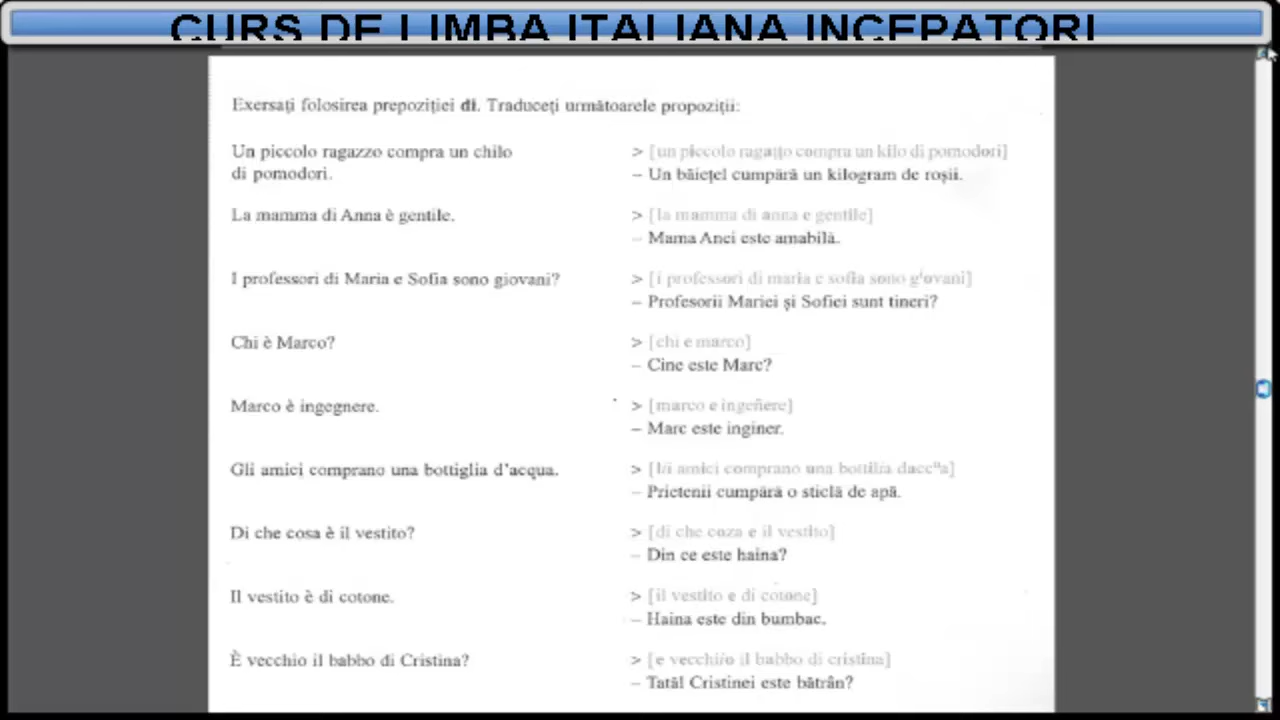 CURS DE LIMBA ITALIANA INCEPATORI
Exersați folosirea prepoziției di. Traduceți următoarele propoziții:
Un piccolo ragazzo compra un chilo
di pomodori.
> [un piccolo ragațțo compra un kilo di pomodori]
– Un băiețel cumpără un kilogram de roșii.
La mamma di Anna è gentile.
> [la mamma di anna e gentile]
– Mama Anei este amabilă.
I professori di Maria e Sofia sono giovani?
> [i professori di maria e sofia sono gⁱovani]
– Profesorii Mariei și Sofiei sunt tineri?
Chi è Marco?
> [chi e marco]
– Cine este Marc?
Marco è ingegnere.
> [marco e ingeñere]
– Marc este inginer.
Gli amici comprano una bottiglia d’acqua.
> [l/i amici comprano una bottilia daccᵘa]
– Prietenii cumpără o sticlă de apă.
Di che cosa è il vestito?
> [di che coza e il vestito]
– Din ce este haina?
Il vestito è di cotone.
> [il vestito e di cotone]
– Haina este din bumbac.
È vecchio il babbo di Cristina?
> [e vecchi/o il babbo di cristina]
– Tatăl Cristinei este bătrân?